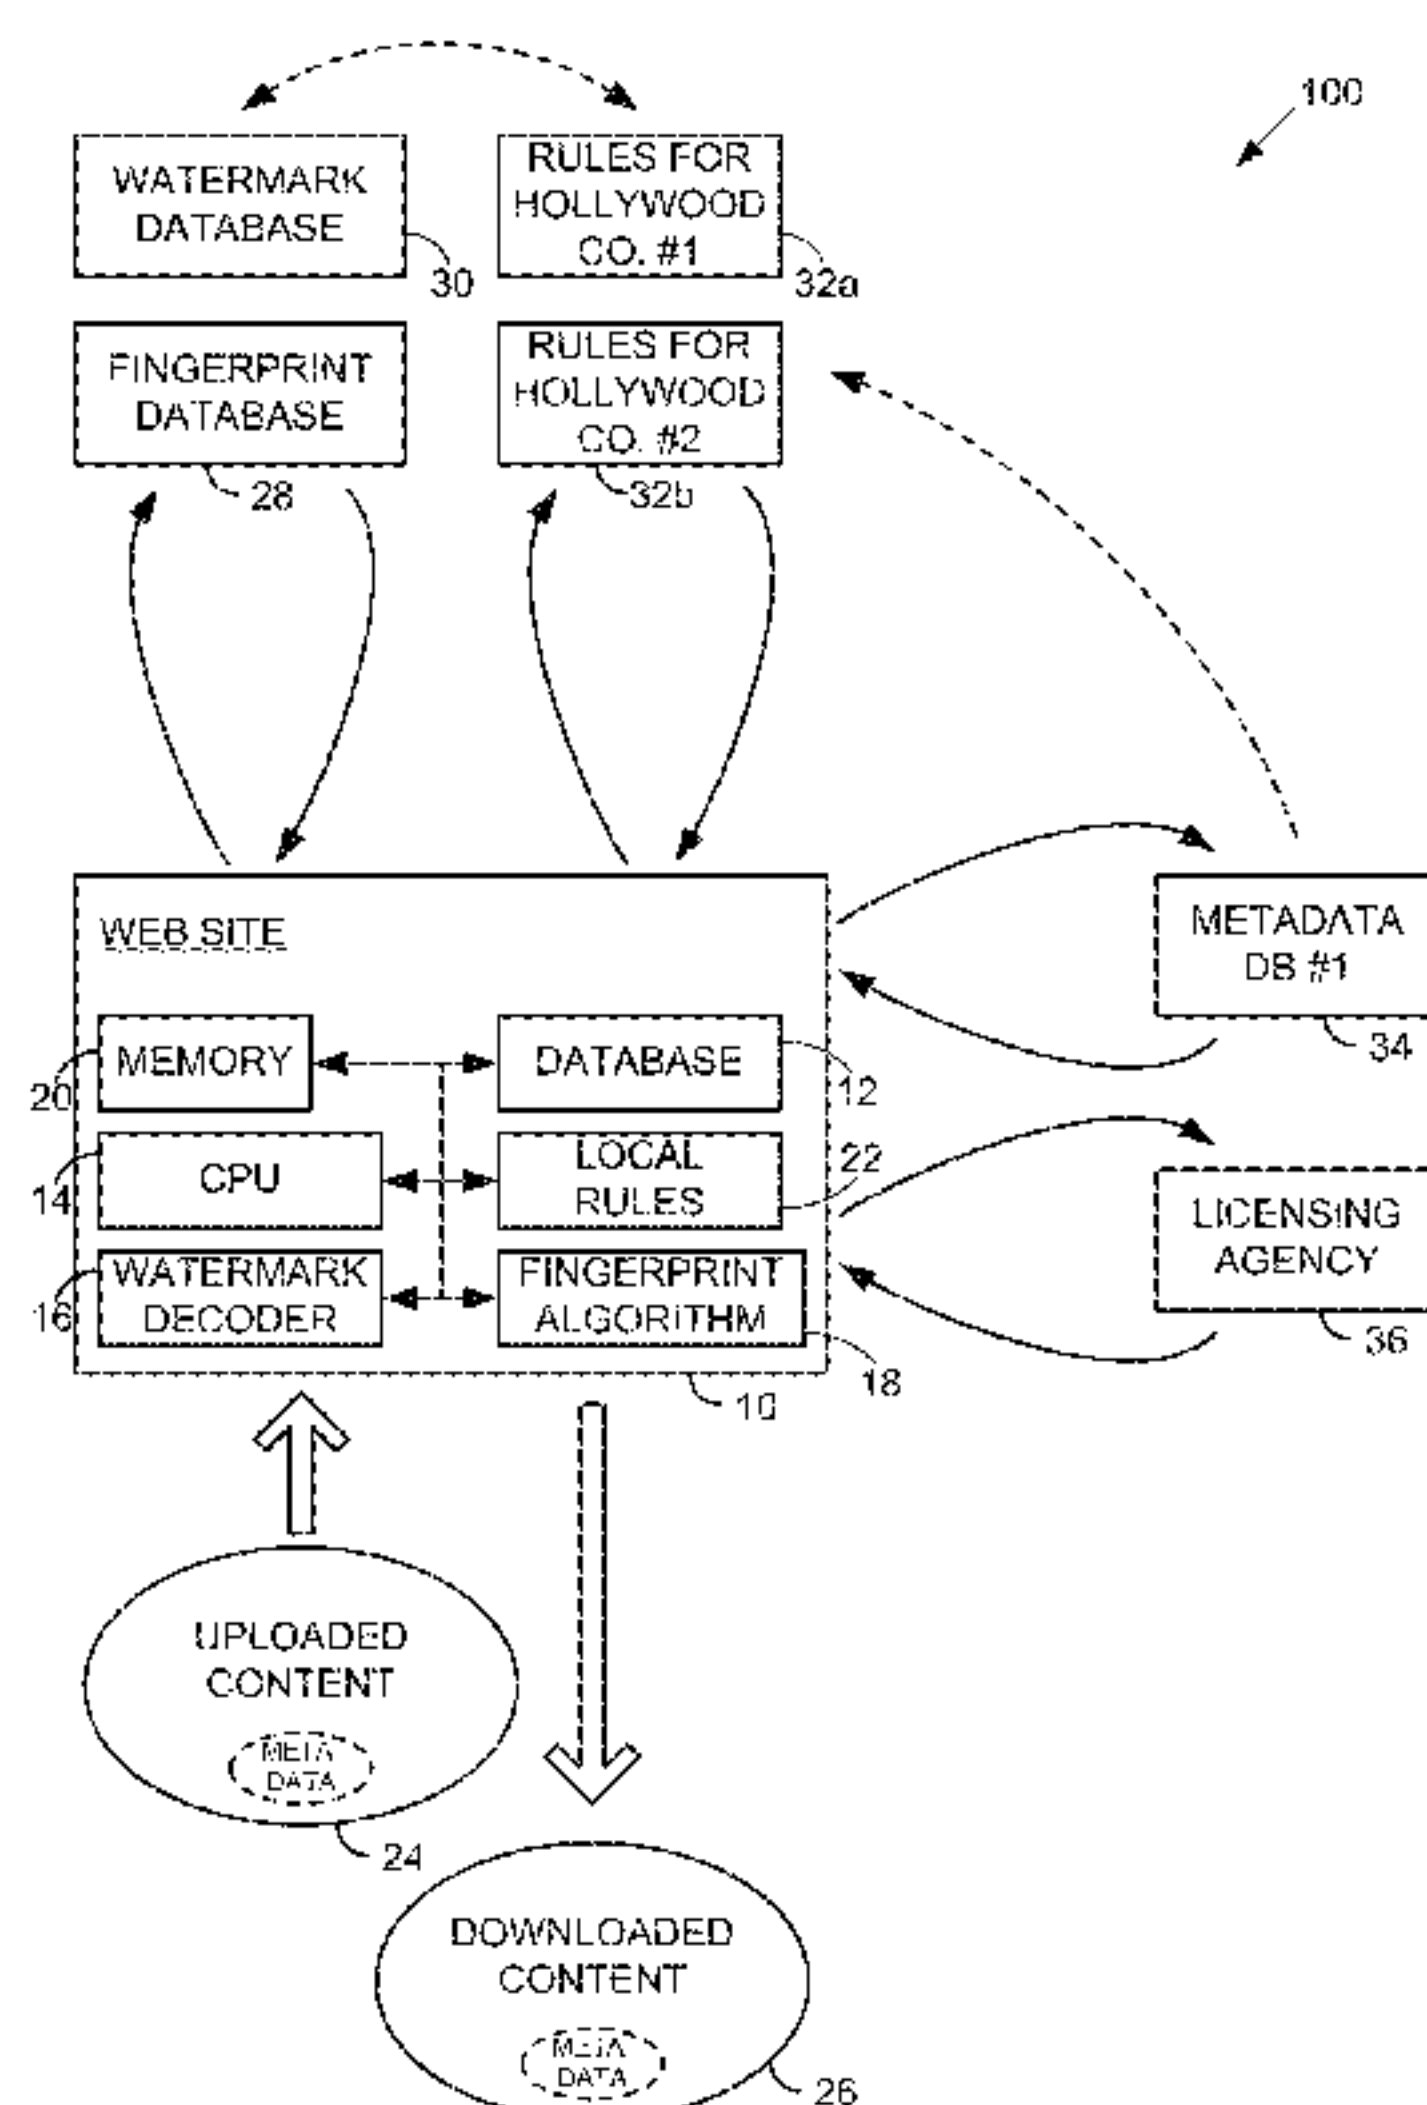 100
WATERMARK
DATABASE
30
RULES FOR
HOLLYWOOD
CO. #1
32a
FINGERPRINT
DATABASE
28
RULES FOR
HOLLYWOOD
CO. #2
32b
WEB SITE
METADATA
DB #1
34
MEMORY
20
DATABASE
12
CPU
14
LOCAL
RULES
22
LICENSING
AGENCY
36
WATERMARK
DECODER
16
FINGERPRINT
ALGORITHM
18
10
UPLOADED
CONTENT
META
DATA
24
DOWNLOADED
CONTENT
META
DATA
26